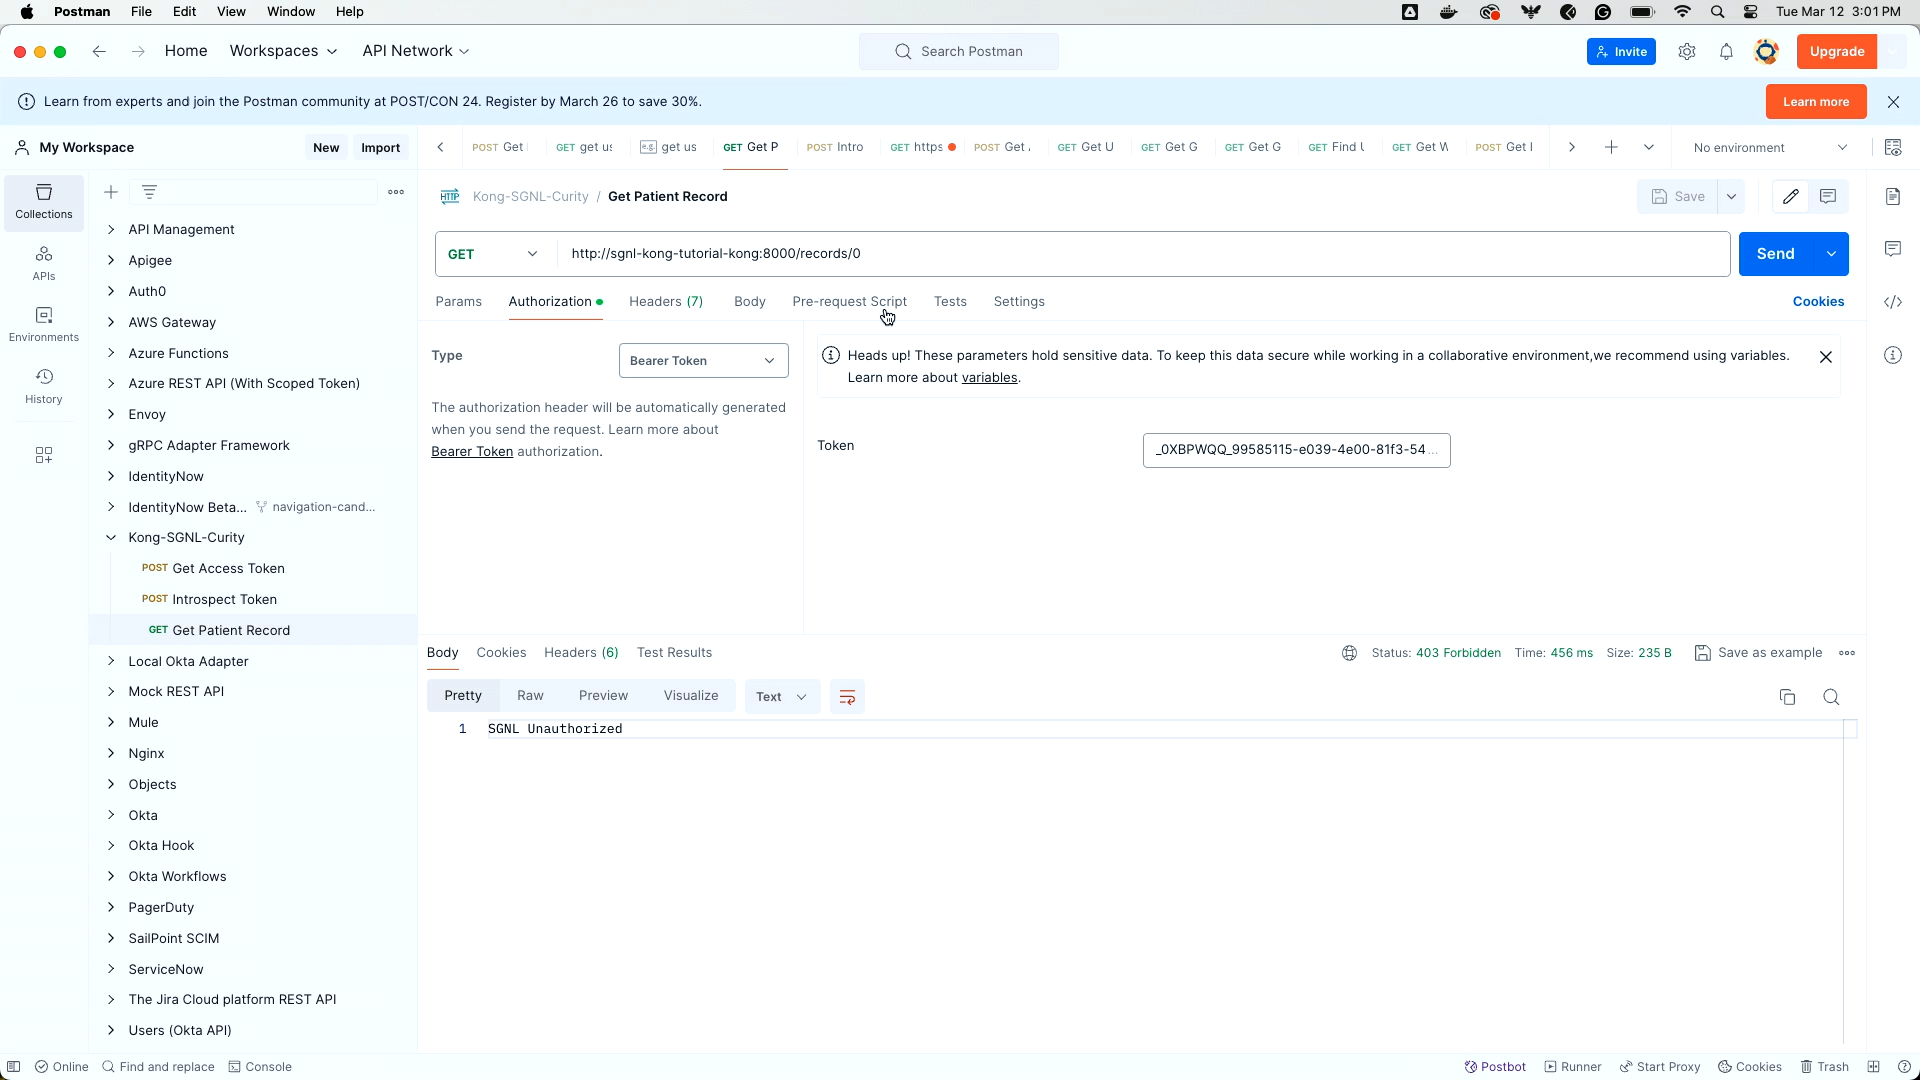 Postman File Edit View Window Help Tue Mar 12 3:01 PM
Home Workspaces API Network Search Postman Invite Upgrade
Learn from experts and join the Postman community at POST/CON 24. Register by March 26 to save 30%. Learn more
My Workspace New Import
POST Get GET get us e.g. get us GET Get P POST Intro GET https POST Get GET Get U GET Get G GET Get G GET Find GET Get POST Get No environment
Collections
APIs
Environments
History
API Management
Apigee
Auth0
AWS Gateway
Azure Functions
Azure REST API (With Scoped Token)
Envoy
gRPC Adapter Framework
IdentityNow
IdentityNow Beta... navigation-cand...
Kong-SGNL-Curity
POST Get Access Token
POST Introspect Token
GET Get Patient Record
Local Okta Adapter
Mock REST API
Mule
Nginx
Objects
Okta
Okta Hook
Okta Workflows
PagerDuty
SailPoint SCIM
ServiceNow
The Jira Cloud platform REST API
Users (Okta API)
HTTP Kong-SGNL-Curity / Get Patient Record Save
GET http://sgnl-kong-tutorial-kong:8000/records/0 Send
Params Authorization Headers (7) Body Pre-request Script Tests Settings Cookies
Type Bearer Token
The authorization header will be automatically generated
when you send the request. Learn more about
Bearer Token authorization.
Heads up! These parameters hold sensitive data. To keep this data secure while working in a collaborative environment,we recommend using variables.
Learn more about variables.
Token _0XBPWQQ_99585115-e039-4e00-81f3-54...
Body Cookies Headers (6) Test Results Status: 403 Forbidden Time: 456 ms Size: 235 B Save as example
Pretty Raw Preview Visualize Text
1 SGNL Unauthorized
Online Find and replace Console Postbot Runner Start Proxy Cookies Trash